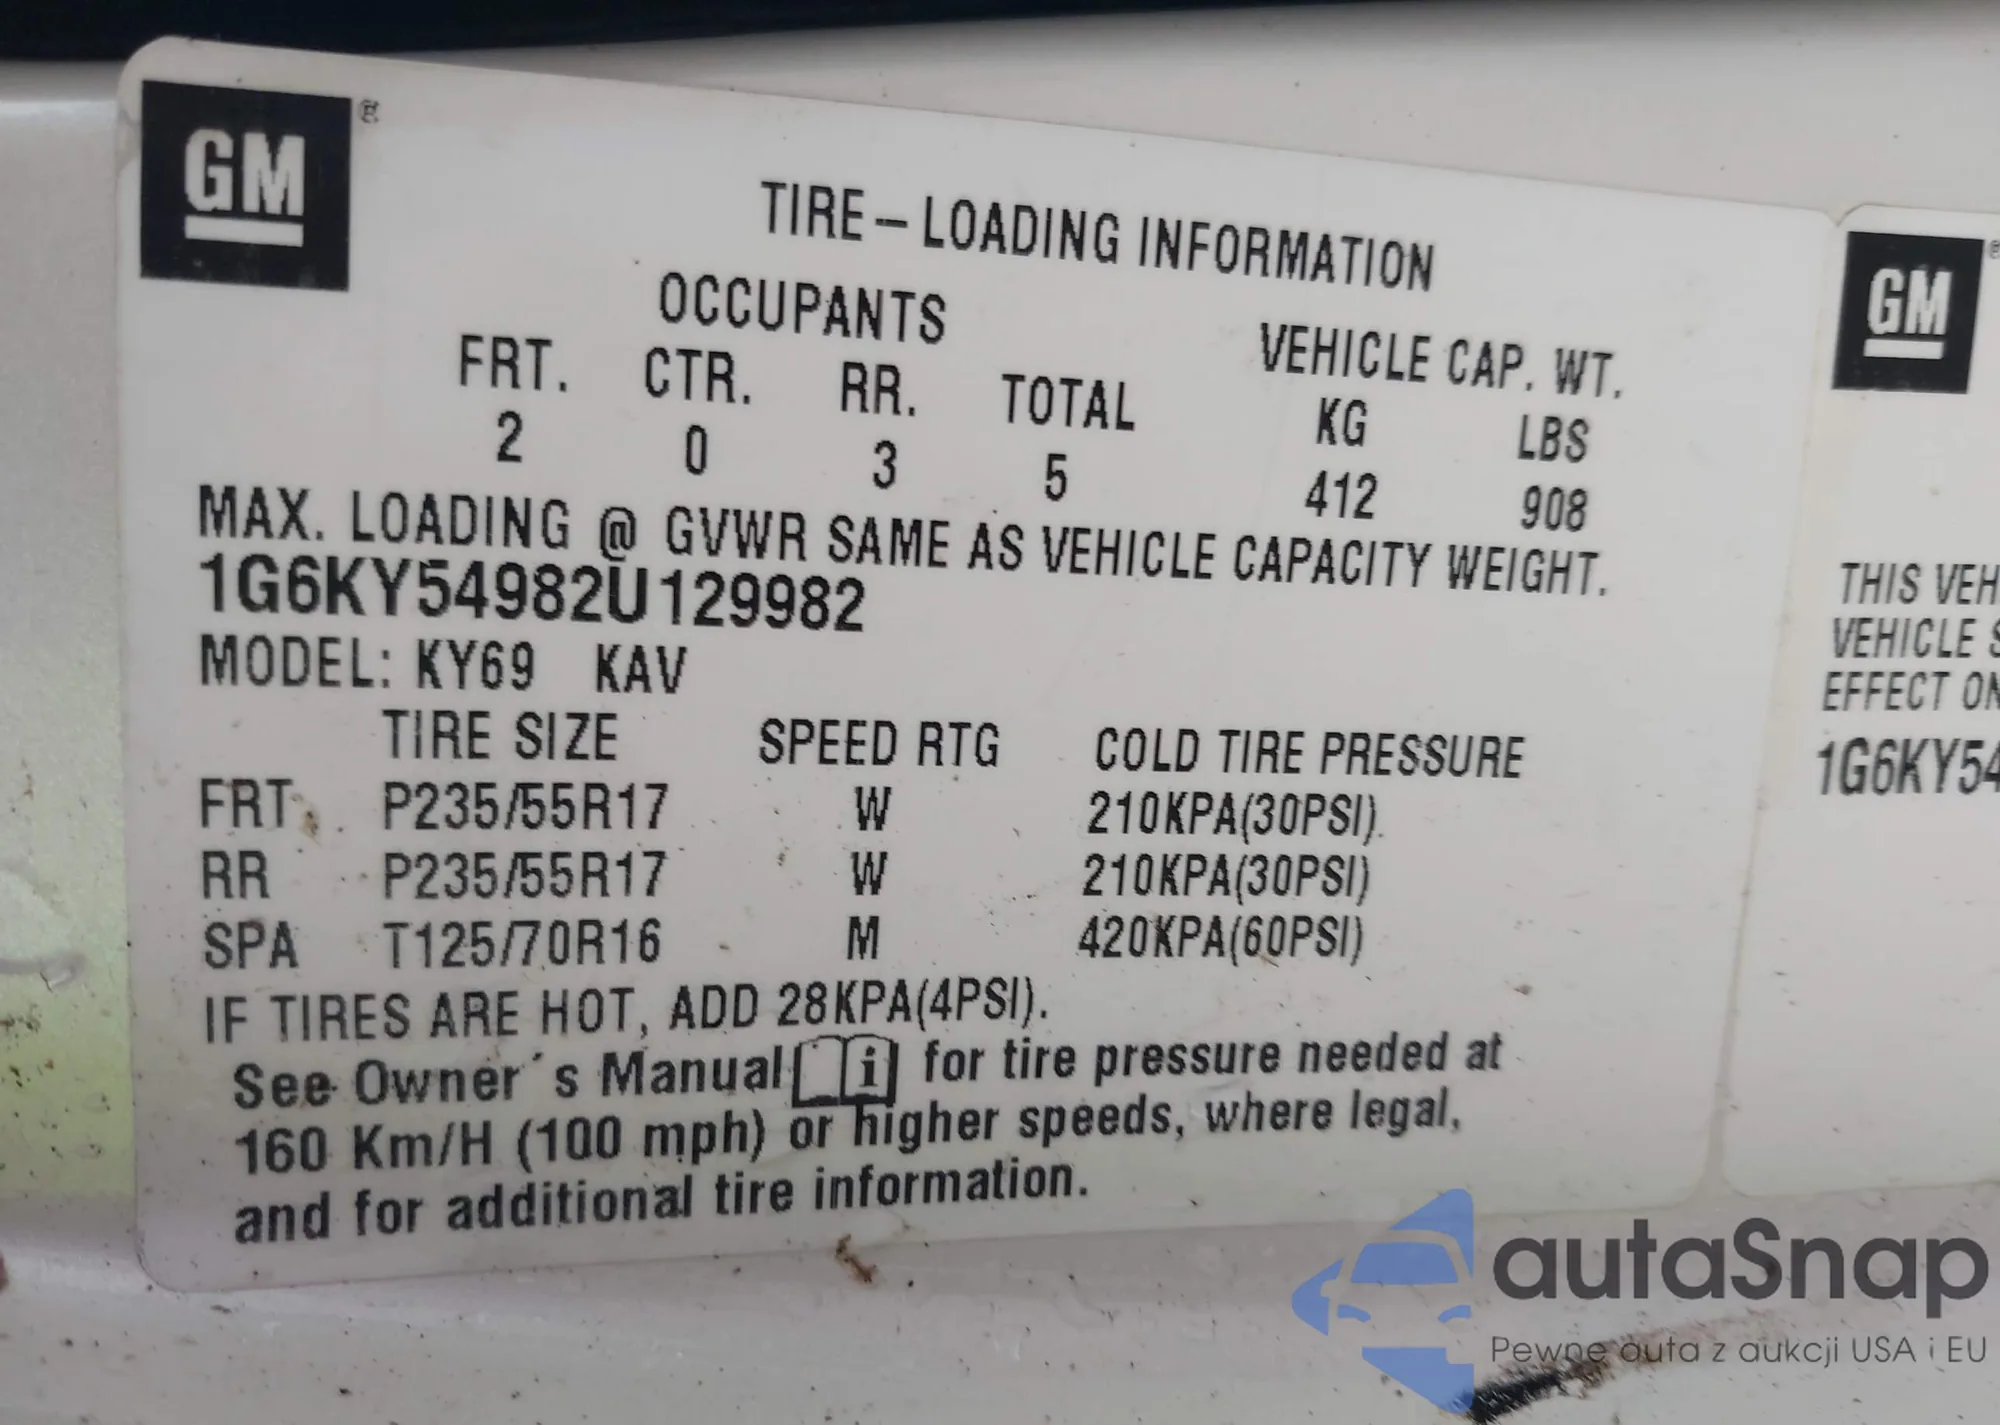 GM ®
TIRE – LOADING INFORMATION
OCCUPANTS
VEHICLE CAP. WT.
FRT. CTR. RR. TOTAL KG LBS
2 0 3 5 412 908
MAX. LOADING @ GVWR SAME AS VEHICLE CAPACITY WEIGHT.
1G6KY54982U129982
MODEL: KY69 KAV
TIRE SIZE SPEED RTG COLD TIRE PRESSURE
FRT P235/55R17 W 210KPA(30PSI)
RR P235/55R17 W 210KPA(30PSI)
SPA T125/70R16 M 420KPA(60PSI)
IF TIRES ARE HOT, ADD 28KPA(4PSI).
See Owner´s Manual i for tire pressure needed at
160 Km/H (100 mph) or higher speeds, where legal,
and for additional tire information.
GM ®
THIS VEH
VEHICLE S
EFFECT ON
1G6KY54
autaSnap
Pewne auta z aukcji USA i EU